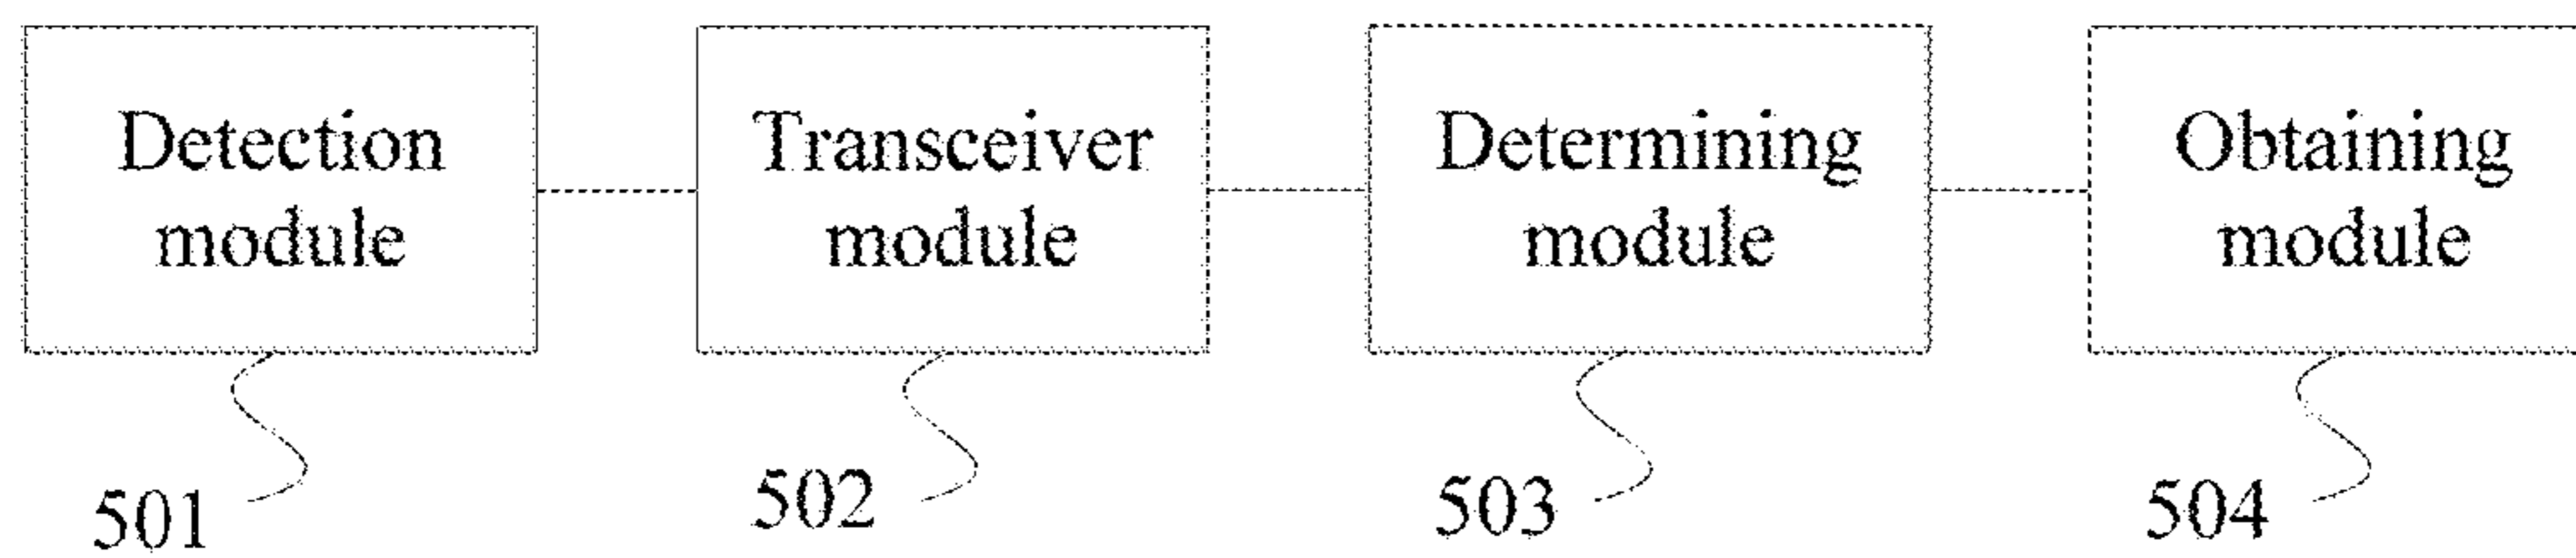 Detection
module
Transceiver
module
Determining
module
Obtaining
module
501
502
503
504